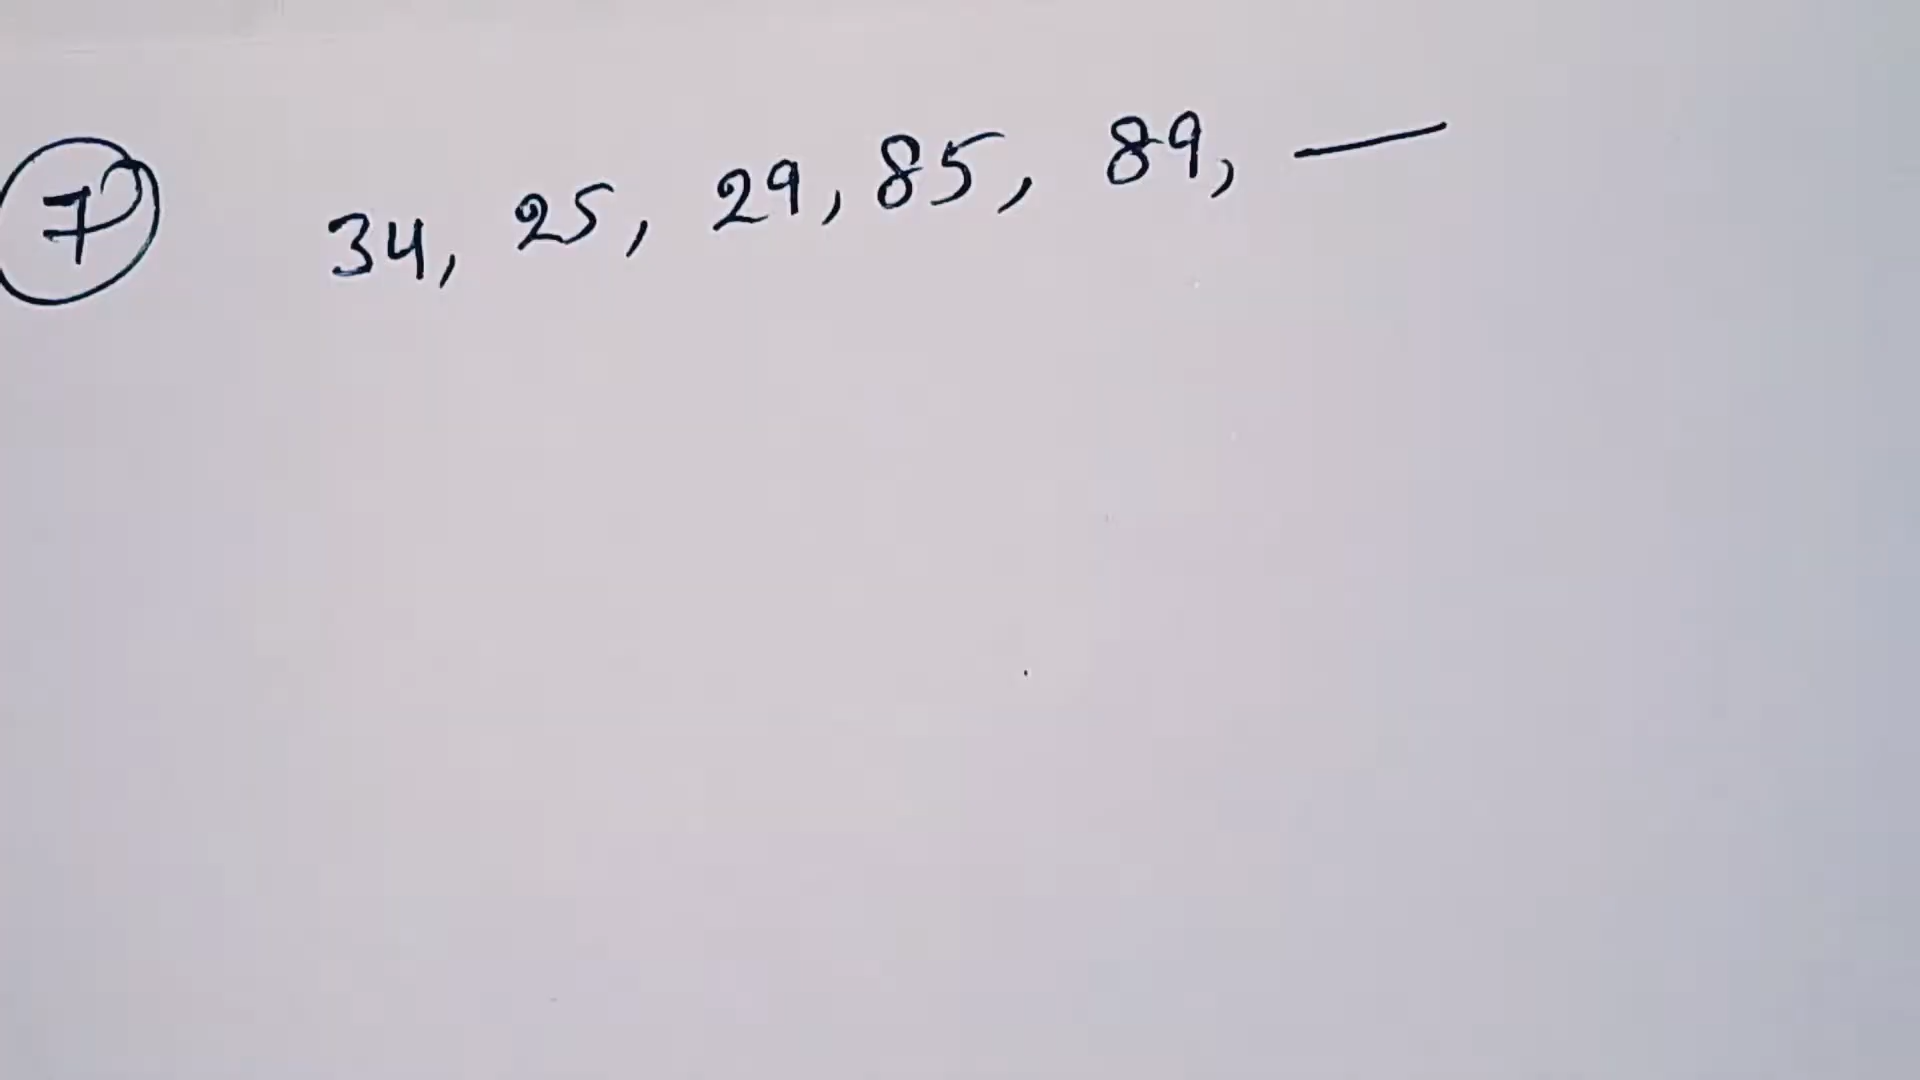 7 34, 25, 29, 85, 89, —